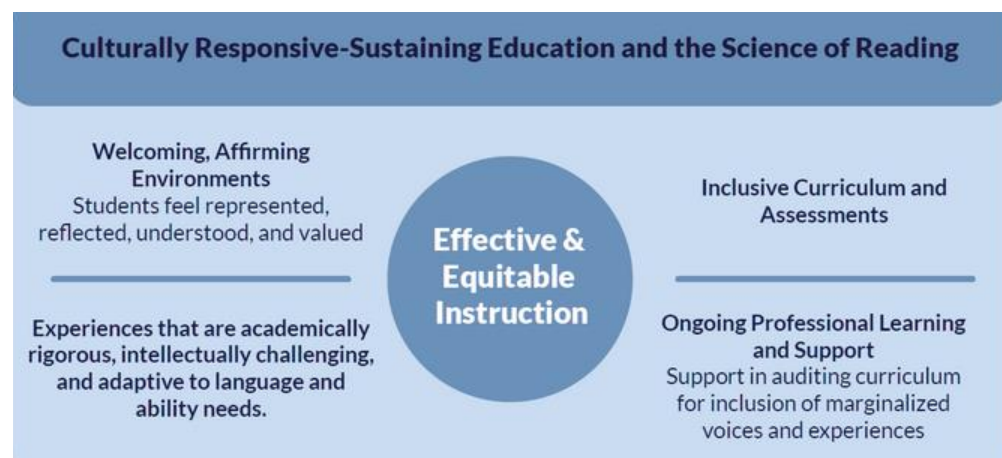 Culturally Responsive-Sustaining Education and the Science of Reading
Welcoming, Affirming
Environments
Students feel represented,
reflected, understood, and valued
Experiences that are academically
rigorous, intellectually challenging,
and adaptive to language and
ability needs.
Effective &
Equitable
Instruction
Inclusive Curriculum and
Assessments
Ongoing Professional Learning
and Support
Support in auditing curriculum
for inclusion of marginalized
voices and experiences